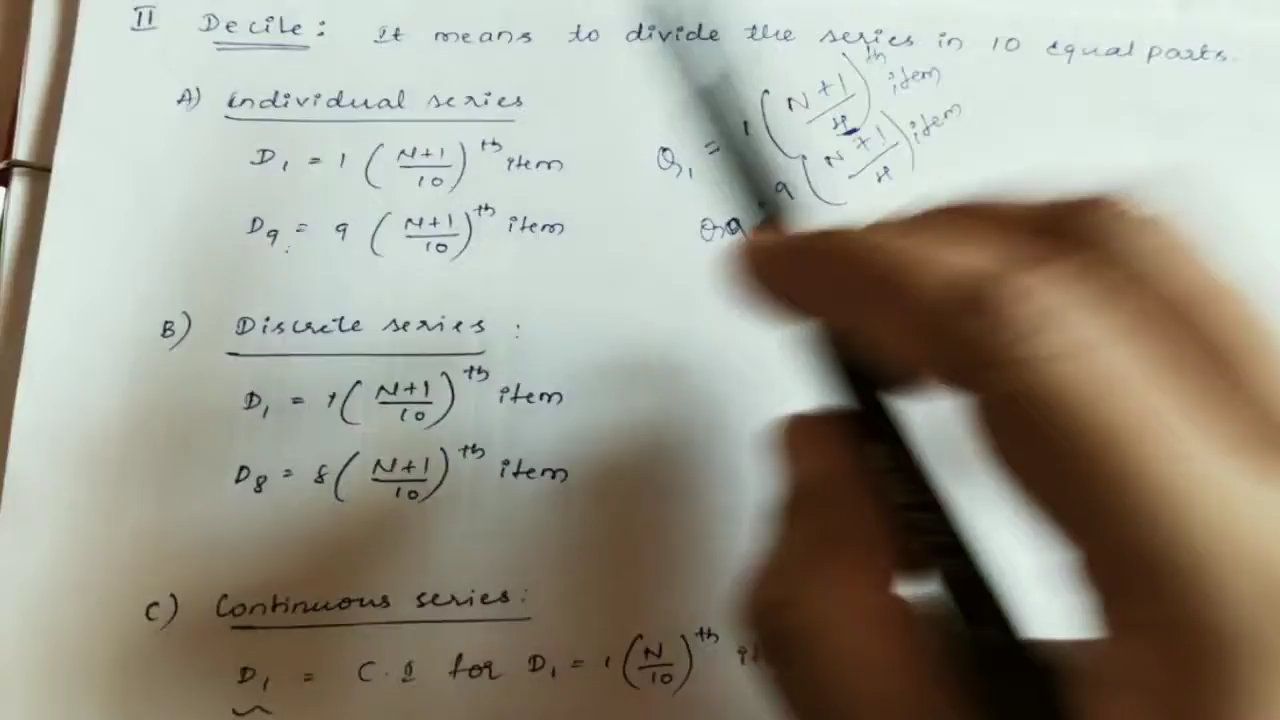 II Decile: It means to divide the series in 10 equal parts.
A) Individual series
D₁ = 1 (N+1/10)th item
D₉ = 9 (N+1/10)th item
Q₁ = 1 (N+1/4)th item
9 (N+1/4) item
B) Discrete series :
D₁ = 1 (N+1/10)th item
D₈ = 8 (N+1/10)th item
C) Continuous series:
D₁ = C.I for D₁ = 1 (N/10)th